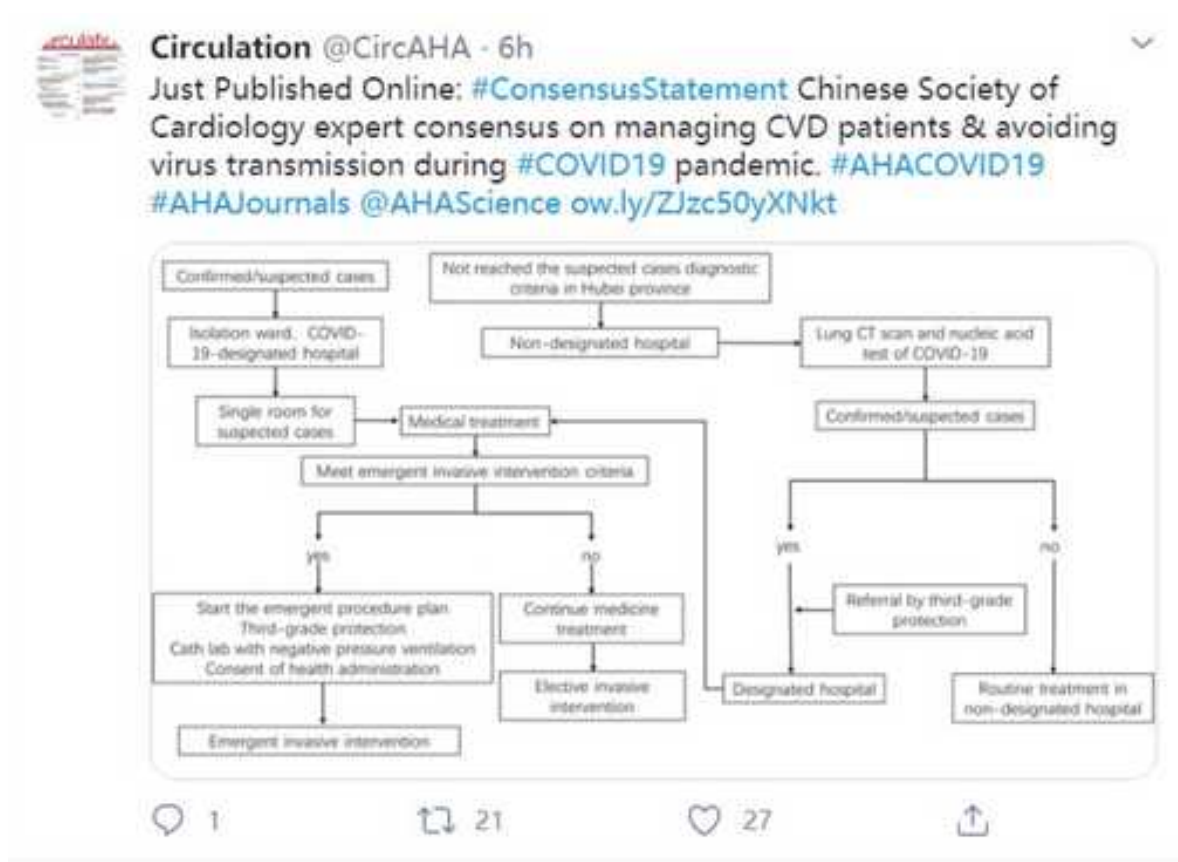 Circulation @CircAHA · 6h
Just Published Online: #ConsensusStatement Chinese Society of
Cardiology expert consensus on managing CVD patients & avoiding
virus transmission during #COVID19 pandemic. #AHACOVID19
#AHAJournals @AHAScience ow.ly/ZJzc50yXNkt
Confirmed/suspected cases
Isolation ward, COVID-
19-designated hospital
Single room for
suspected cases
Not reached the suspected cases diagnostic
criteria in Hubei province
Non-designated hospital
Lung CT scan and nucleic acid
test of COVID-19
Confirmed/suspected cases
Medical treatment
Meet emergent invasive intervention criteria
yes
no
yes
no
Start the emergent procedure plan
Third-grade protection
Cath lab with negative pressure ventilation
Consent of health administration
Emergent invasive intervention
Continue medicine
treatment
Elective invasive
intervention
Referral by third-grade
protection
Designated hospital
Routine treatment in
non-designated hospital
1
21
27